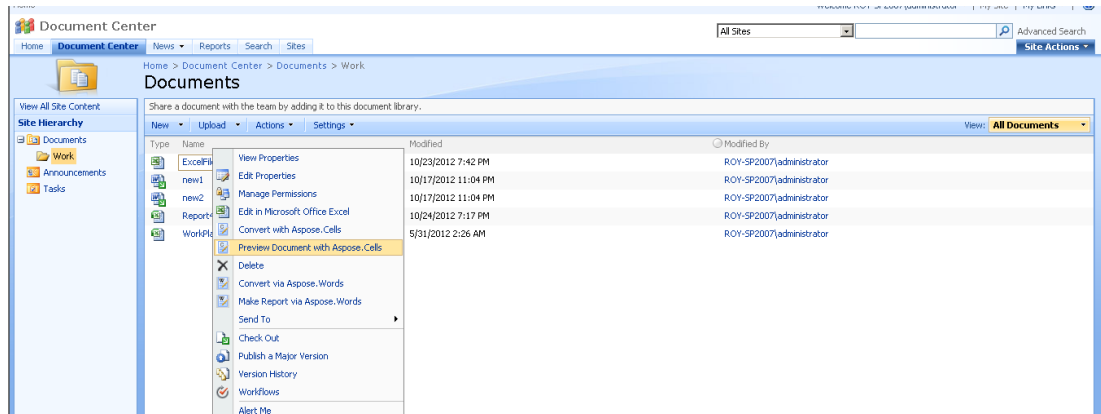 My Site | My Links |
Document Center
All Sites
Advanced Search
Home Document Center News Reports Search Sites
Site Actions
Home > Document Center > Documents > Work
Documents
View All Site Content
Share a document with the team by adding it to this document library.
Site Hierarchy
New Upload Actions Settings
View: All Documents
Documents
Work
Announcements
Tasks
Type Name Modified Modified By
ExcelFil 10/23/2012 7:42 PM ROY-SP2007\administrator
new1 10/17/2012 11:04 PM ROY-SP2007\administrator
new2 10/17/2012 11:04 PM ROY-SP2007\administrator
Report 10/24/2012 7:17 PM ROY-SP2007\administrator
WorkPla 5/31/2012 2:26 AM ROY-SP2007\administrator
View Properties
Edit Properties
Manage Permissions
Edit in Microsoft Office Excel
Convert with Aspose.Cells
Preview Document with Aspose.Cells
Delete
Convert via Aspose.Words
Make Report via Aspose.Words
Send To
Check Out
Publish a Major Version
Version History
Workflows
Alert Me